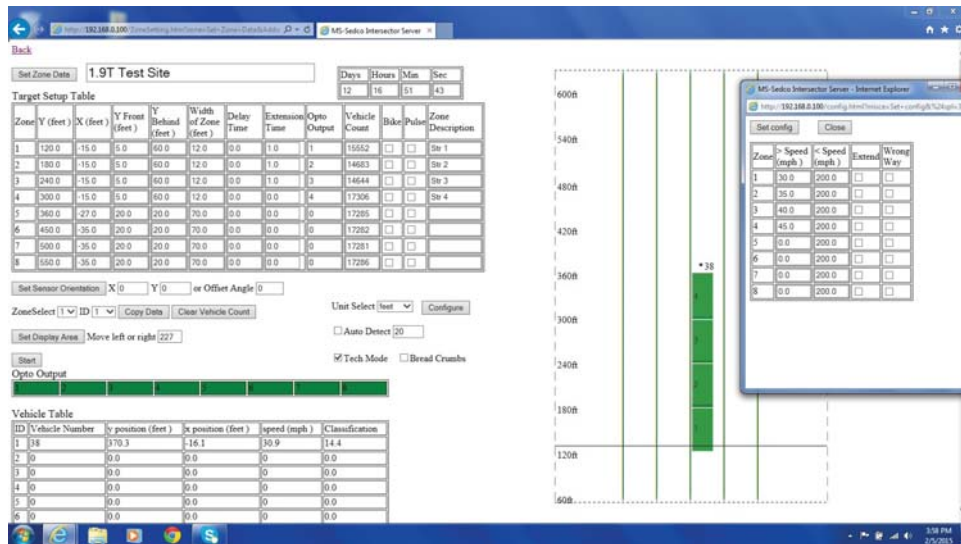 192.168.0.100
MS-Sedco Intersector Server
Back
Set Zone Data 1.9T Test Site
Days Hours Min Sec
12 16 51 43
Target Setup Table
Zone Y (feet) X (feet) Y Front (feet) Y Behind (feet) Width of Zone (feet) Delay Time Extension Time Opto Output Vehicle Count Bike Pulse Zone Description
1 120.0 -15.0 5.0 60.0 12.0 0.0 1.0 1 15552 Str 1
2 180.0 -15.0 5.0 60.0 12.0 0.0 1.0 2 14683 Str 2
3 240.0 -15.0 5.0 60.0 12.0 0.0 1.0 3 14644 Str 3
4 300.0 -15.0 5.0 60.0 12.0 0.0 0.0 4 17306 Str 4
5 360.0 -27.0 20.0 20.0 70.0 0.0 0.0 0 17285
6 450.0 -35.0 20.0 20.0 70.0 0.0 0.0 0 17282
7 500.0 -35.0 20.0 20.0 70.0 0.0 0.0 0 17281
8 550.0 -35.0 20.0 20.0 70.0 0.0 0.0 0 17286
Set Sensor Orientation X 0 Y 0 or Offset Angle 0
ZoneSelect 1 ID 1 Copy Data Clear Vehicle Count
Unit Select feet Configure
Set Display Area Move left or right 227
Auto Detect 20
Start
Tech Mode Bread Crumbs
Opto Output
1 2 3 4 5 6 7 8
Vehicle Table
ID Vehicle Number y position (feet) x position (feet) speed (mph) Classification
1 38 370.3 -16.1 30.9 14.4
2 0 0.0 0.0 0 0.0
3 0 0.0 0.0 0 0.0
4 0 0.0 0.0 0 0.0
5 0 0.0 0.0 0 0.0
6 0 0.0 0.0 0 0.0
600ft
540ft
480ft
420ft
360ft
300ft
240ft
180ft
120ft
60ft
*38
4
3
2
1
MS-Sedco Intersector Server - Internet Explorer
Set config Close
Zone > Speed (mph) < Speed (mph) Extend Wrong Way
1 30.0 200.0
2 35.0 200.0
3 40.0 200.0
4 45.0 200.0
5 0.0 200.0
6 0.0 200.0
7 0.0 200.0
8 0.0 200.0
3:58 PM
2/5/2015